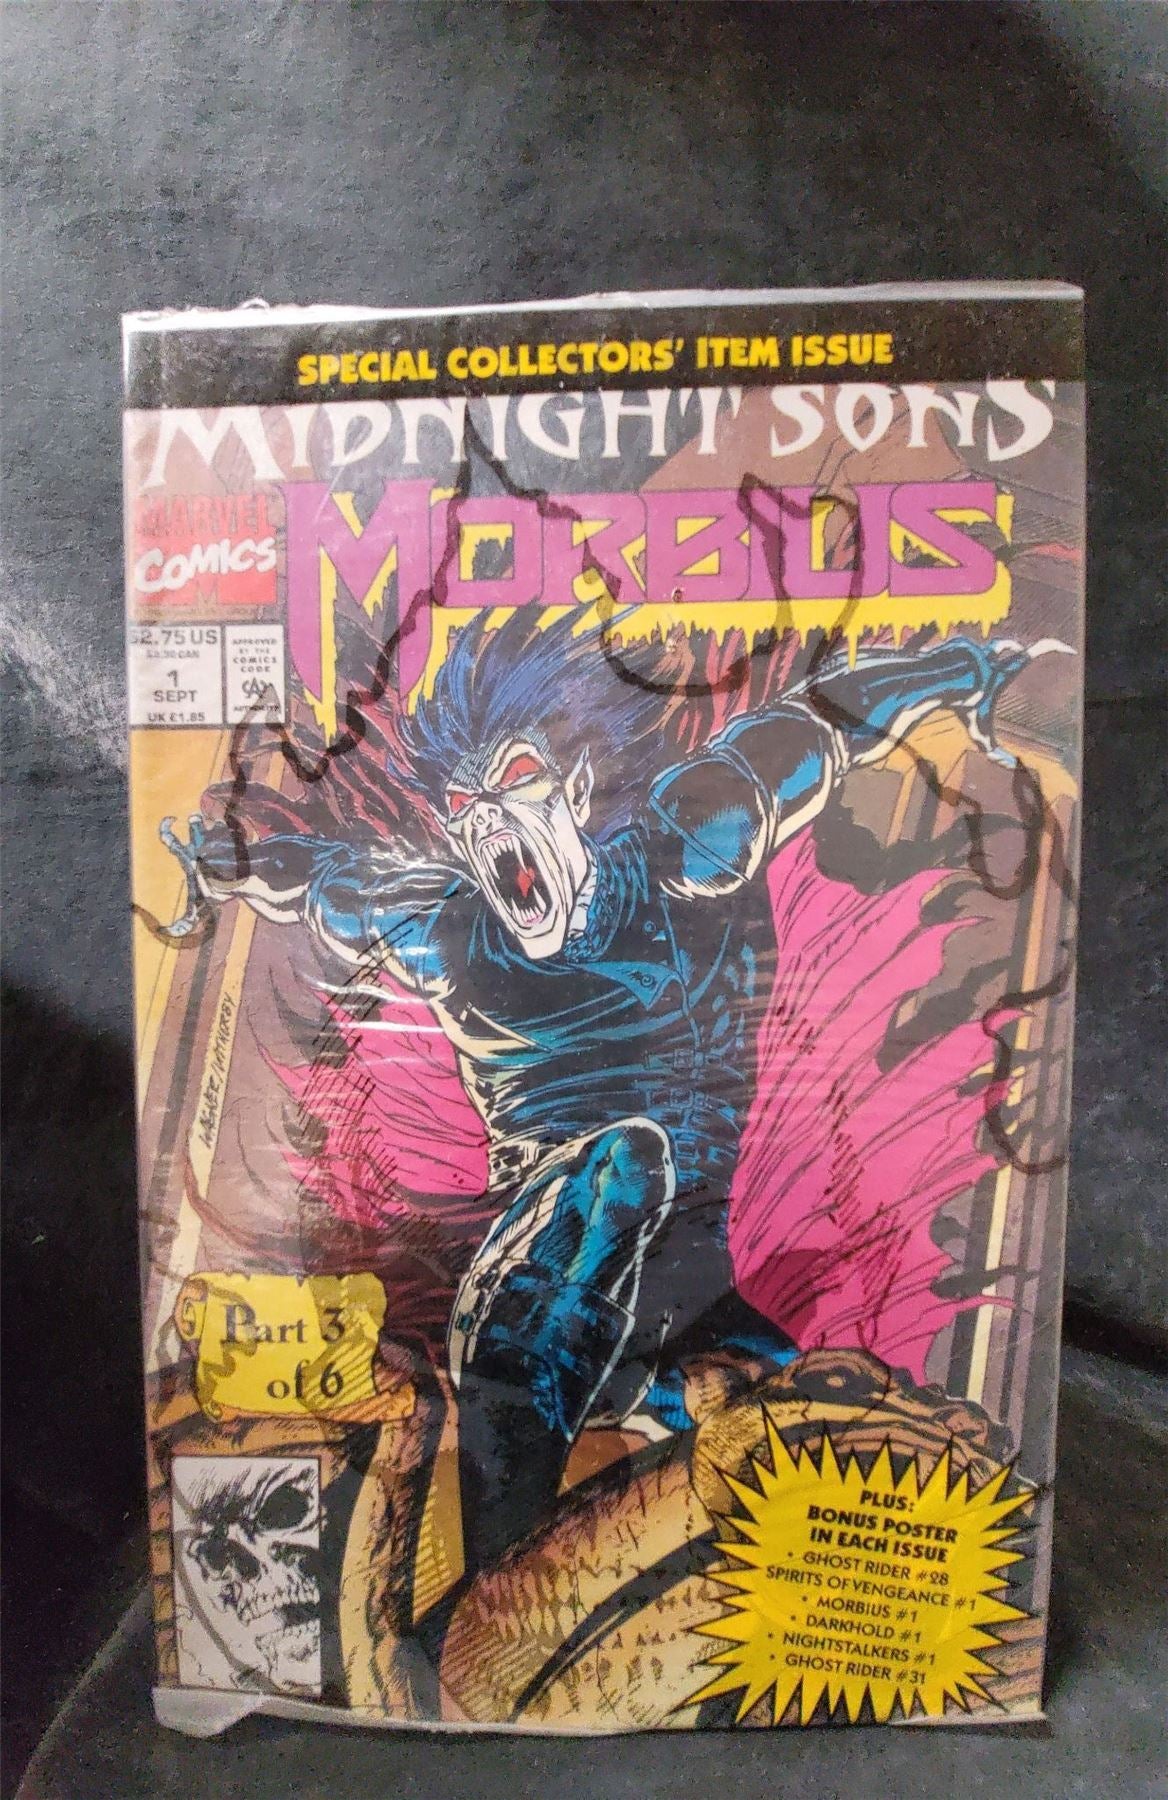 SPECIAL COLLECTORS' ITEM ISSUE
MIDNIGHT SONS
MORBIUS
MARVEL
COMICS
$2.75 US
1
SEPT
UK £1.85
APPROVED
BY THE
COMICS
CODE
CA
AUTHORITY
Part 3
of 6
PLUS:
BONUS POSTER
IN EACH ISSUE
• GHOST RIDER #28
SPIRITS OF VENGEANCE #1
• MORBIUS #1
• DARKHOLD #1
• NIGHTSTALKERS #1
• GHOST RIDER #31